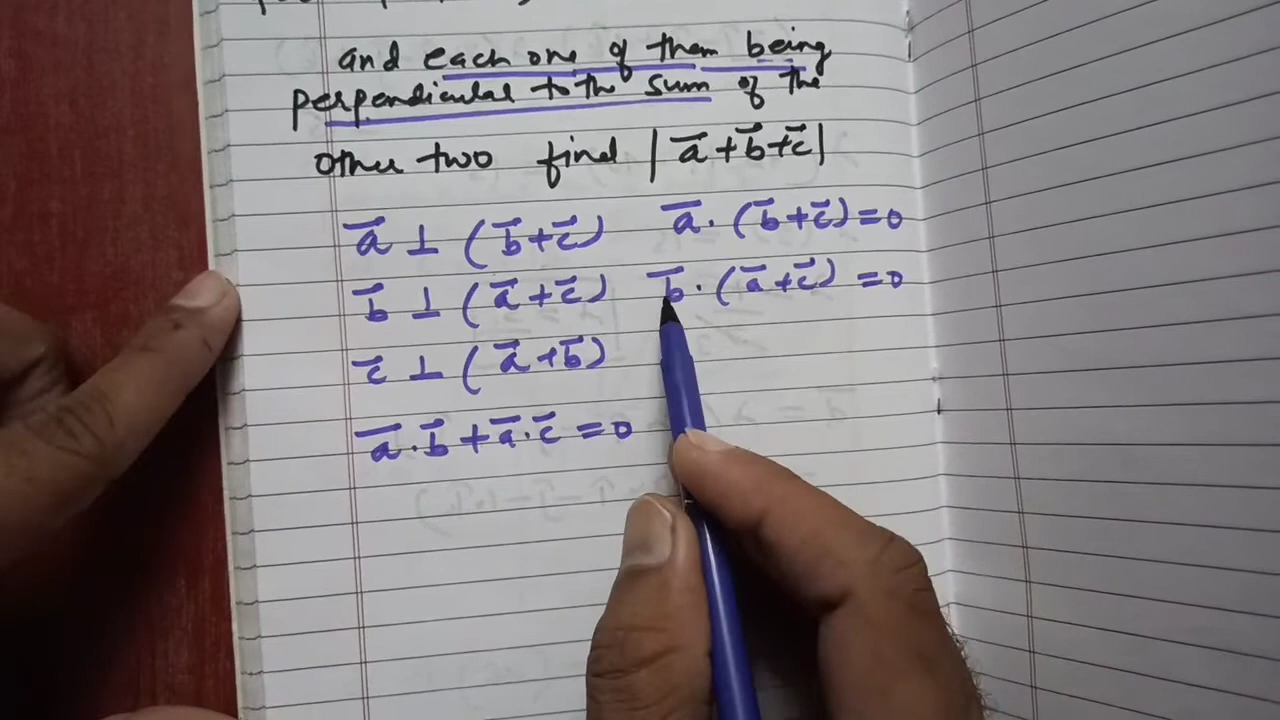 and each one of them being
perpendicular to the sum of the
other two find |a̅+b̅+c̅|
a̅ ⊥ (b̅+c̅) a̅·(b̅+c̅)=0
b̅ ⊥ (a̅+c̅) b̅·(a̅+c̅)=0
c̅ ⊥ (a̅+b̅)
a̅·b̅+a̅·c̅=0